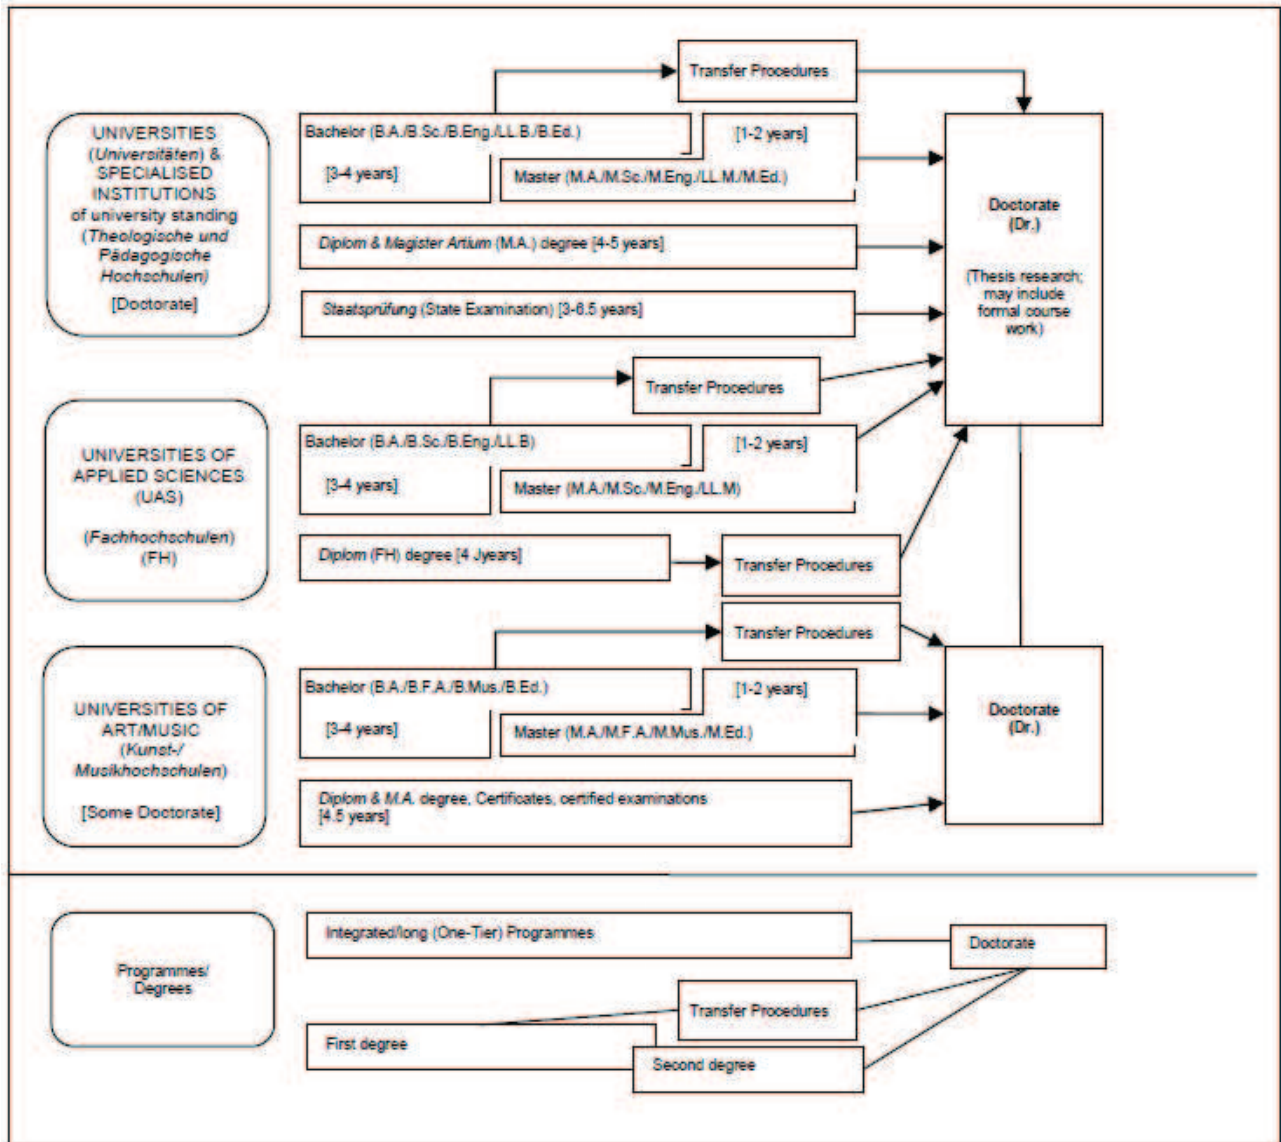 Transfer Procedures
UNIVERSITIES
(Universitäten) &
SPECIALISED
INSTITUTIONS
of university standing
(Theologische und
Pädagogische
Hochschulen)
[Doctorate]
Bachelor (B.A./B.Sc./B.Eng./LL.B./B.Ed.)
[3-4 years]
[1-2 years]
Master (M.A./M.Sc./M.Eng./LL.M./M.Ed.)
Diplom & Magister Artium (M.A.) degree [4-5 years]
Staatsprüfung (State Examination) [3-6.5 years]
Doctorate
(Dr.)
(Thesis research;
may include
formal course
work)
Transfer Procedures
UNIVERSITIES OF
APPLIED SCIENCES
(UAS)
(Fachhochschulen)
(FH)
Bachelor (B.A./B.Sc./B.Eng./LL.B)
[3-4 years]
[1-2 years]
Master (M.A./M.Sc./M.Eng./LL.M)
Diplom (FH) degree [4 Jyears]
Transfer Procedures
Transfer Procedures
UNIVERSITIES OF
ART/MUSIC
(Kunst-/
Musikhochschulen)
[Some Doctorate]
Bachelor (B.A./B.F.A./B.Mus./B.Ed.)
[3-4 years]
[1-2 years]
Master (M.A./M.F.A./M.Mus./M.Ed.)
Diplom & M.A. degree, Certificates, certified examinations
[4.5 years]
Doctorate
(Dr.)
Programmes/
Degrees
Integrated/long (One-Tier) Programmes
Doctorate
Transfer Procedures
First degree
Second degree